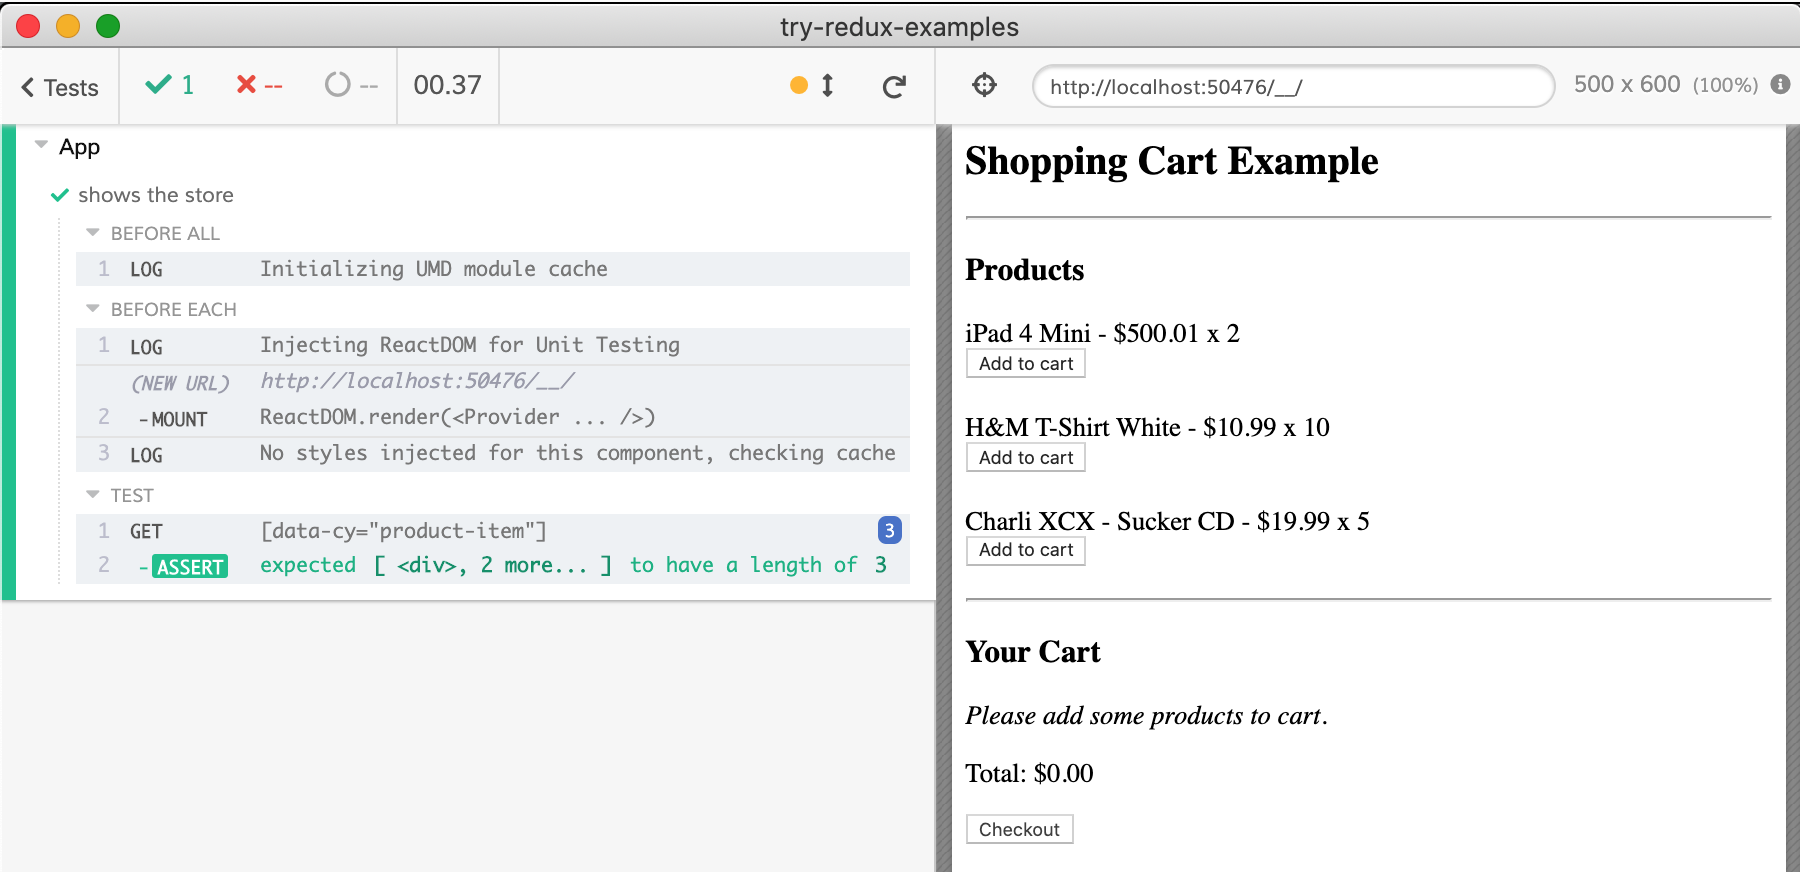 try-redux-examples
Tests 1 -- -- 00.37
http://localhost:50476/__/ 500 x 600 (100%)
App
shows the store
BEFORE ALL
1 LOG Initializing UMD module cache
BEFORE EACH
1 LOG Injecting ReactDOM for Unit Testing
(NEW URL) http://localhost:50476/__/
2 -MOUNT ReactDOM.render(<Provider ... />)
3 LOG No styles injected for this component, checking cache
TEST
1 GET [data-cy="product-item"] 3
2 -ASSERT expected [ <div>, 2 more... ] to have a length of 3
Shopping Cart Example
Products
iPad 4 Mini - $500.01 x 2
Add to cart
H&M T-Shirt White - $10.99 x 10
Add to cart
Charli XCX - Sucker CD - $19.99 x 5
Add to cart
Your Cart
Please add some products to cart.
Total: $0.00
Checkout